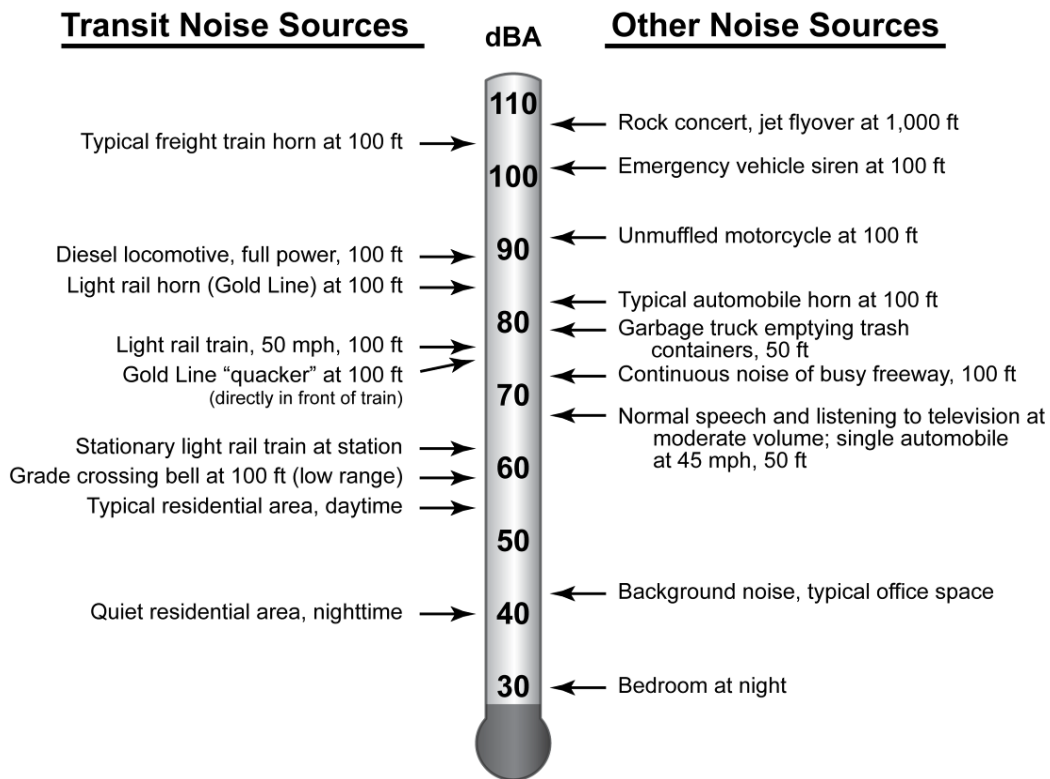 Transit Noise Sources
dBA
Other Noise Sources
110
100
90
80
70
60
50
40
30
Typical freight train horn at 100 ft
Diesel locomotive, full power, 100 ft
Light rail horn (Gold Line) at 100 ft
Light rail train, 50 mph, 100 ft
Gold Line “quacker” at 100 ft
(directly in front of train)
Stationary light rail train at station
Grade crossing bell at 100 ft (low range)
Typical residential area, daytime
Quiet residential area, nighttime
Rock concert, jet flyover at 1,000 ft
Emergency vehicle siren at 100 ft
Unmuffled motorcycle at 100 ft
Typical automobile horn at 100 ft
Garbage truck emptying trash
containers, 50 ft
Continuous noise of busy freeway, 100 ft
Normal speech and listening to television at
moderate volume; single automobile
at 45 mph, 50 ft
Background noise, typical office space
Bedroom at night